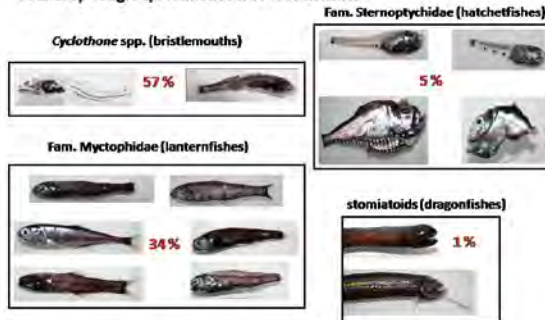 Cyclothone spp. (bristlemouths)
57%
Fam. Myctophidae (lanternfishes)
34%
Fam. Sternoptychidae (hatchetfishes)
5%
stomiatoids (dragonfishes)
1%